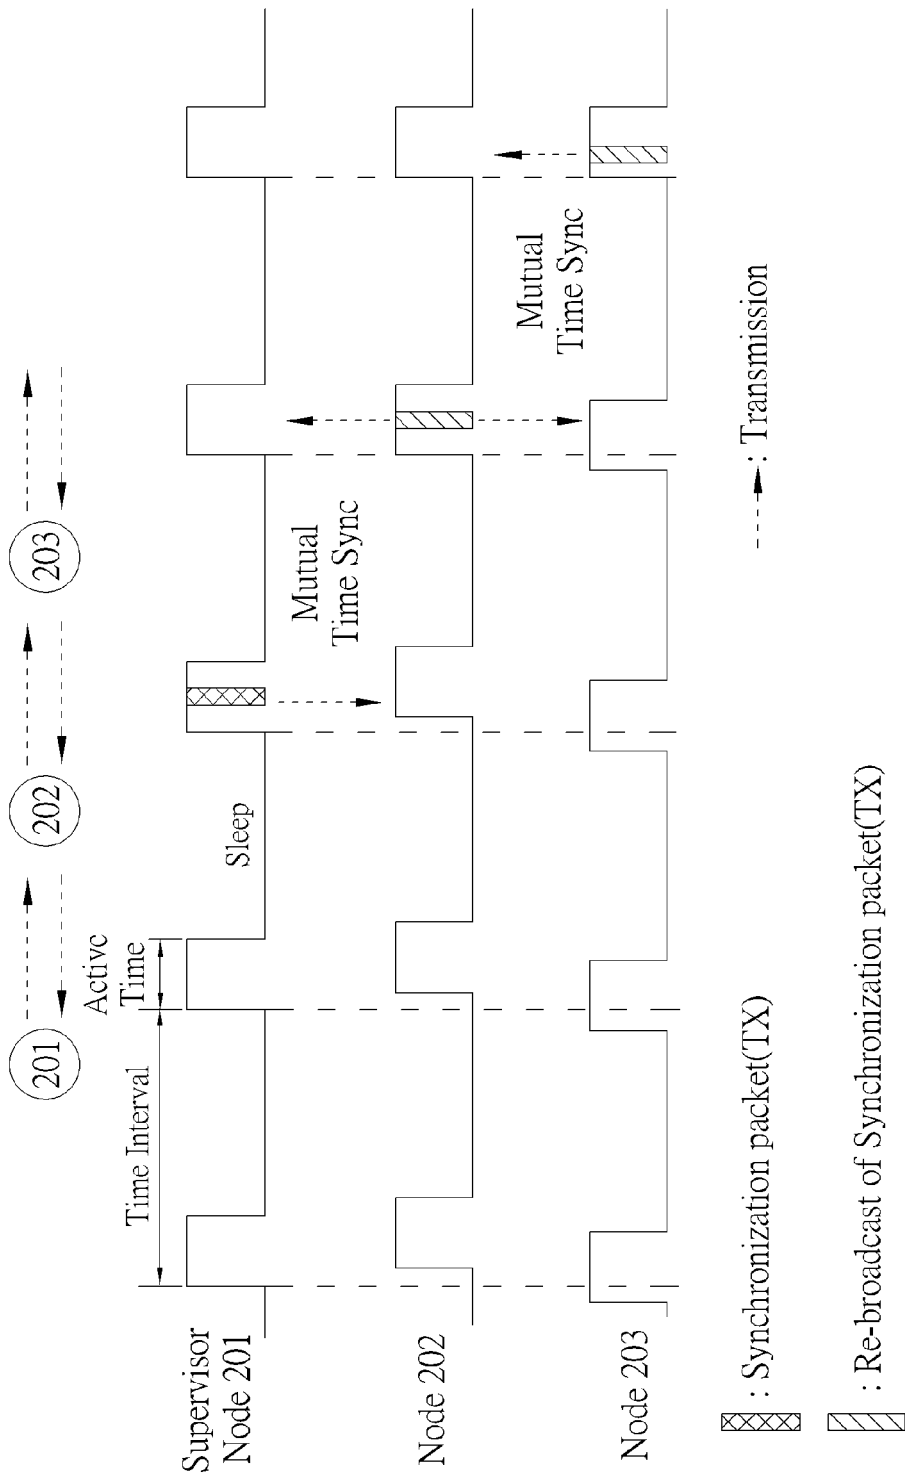 201
202
203
Time Interval
Activc
Time
Sleep
Supervisor
Node 201
Mutual
Time Sync
Node 202
Mutual
Time Sync
Node 203
: Synchronization packet(TX)
: Transmission
: Re-broadcast of Synchronization packet(TX)